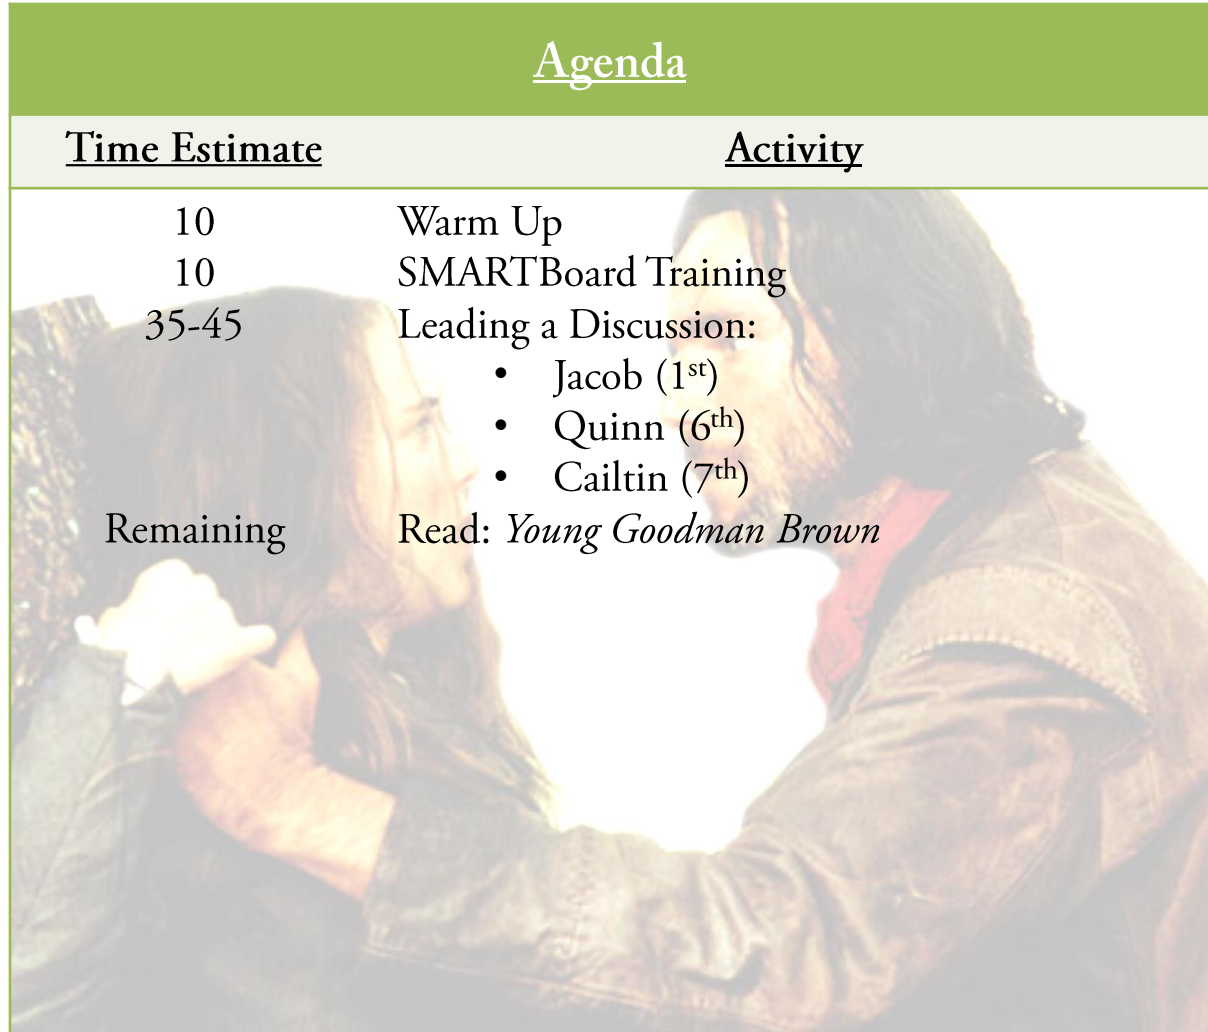 Agenda
Time Estimate Activity
10 Warm Up
10 SMARTBoard Training
35-45 Leading a Discussion:
• Jacob (1st)
• Quinn (6th)
• Cailtin (7th)
Remaining Read: Young Goodman Brown